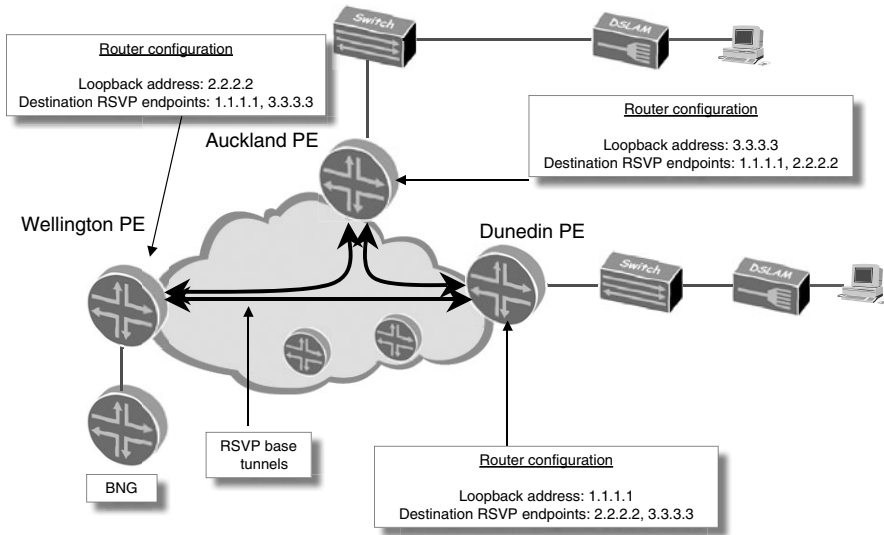 Switch
DSLAM
Router configuration
Loopback address: 2.2.2.2
Destination RSVP endpoints: 1.1.1.1, 3.3.3.3
Router configuration
Loopback address: 3.3.3.3
Destination RSVP endpoints: 1.1.1.1, 2.2.2.2
Auckland PE
Wellington PE
Dunedin PE
Switch
DSLAM
RSVP base
tunnels
BNG
Router configuration
Loopback address: 1.1.1.1
Destination RSVP endpoints: 2.2.2.2, 3.3.3.3